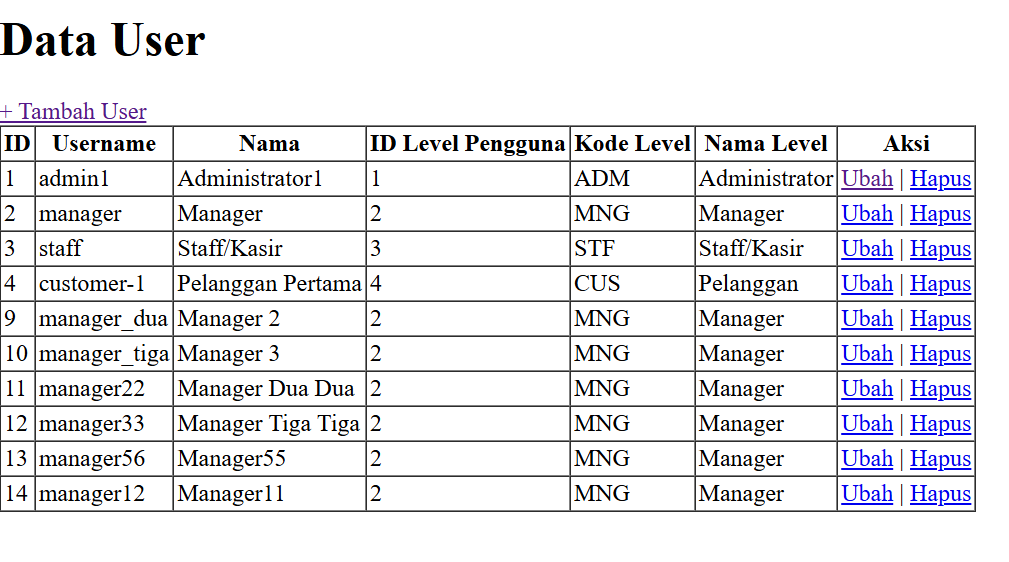 Data User
+ Tambah User
ID Username Nama ID Level Pengguna Kode Level Nama Level Aksi
1 admin1 Administrator1 1 ADM Administrator Ubah | Hapus
2 manager Manager 2 MNG Manager Ubah | Hapus
3 staff Staff/Kasir 3 STF Staff/Kasir Ubah | Hapus
4 customer-1 Pelanggan Pertama 4 CUS Pelanggan Ubah | Hapus
9 manager_dua Manager 2 2 MNG Manager Ubah | Hapus
10 manager_tiga Manager 3 2 MNG Manager Ubah | Hapus
11 manager22 Manager Dua Dua 2 MNG Manager Ubah | Hapus
12 manager33 Manager Tiga Tiga 2 MNG Manager Ubah | Hapus
13 manager56 Manager55 2 MNG Manager Ubah | Hapus
14 manager12 Manager11 2 MNG Manager Ubah | Hapus